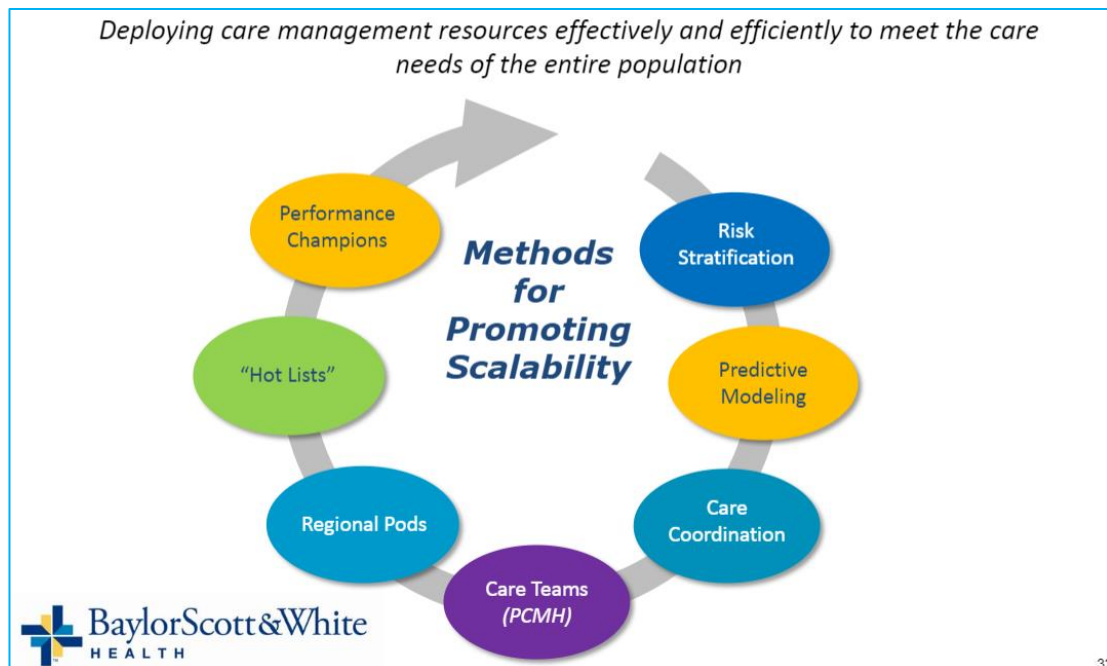 Deploying care management resources effectively and efficiently to meet the care
needs of the entire population
Methods
for
Promoting
Scalability
Risk
Stratification
Predictive
Modeling
Care
Coordination
Care Teams
(PCMH)
Regional Pods
“Hot Lists”
Performance
Champions
BaylorScott&White
HEALTH